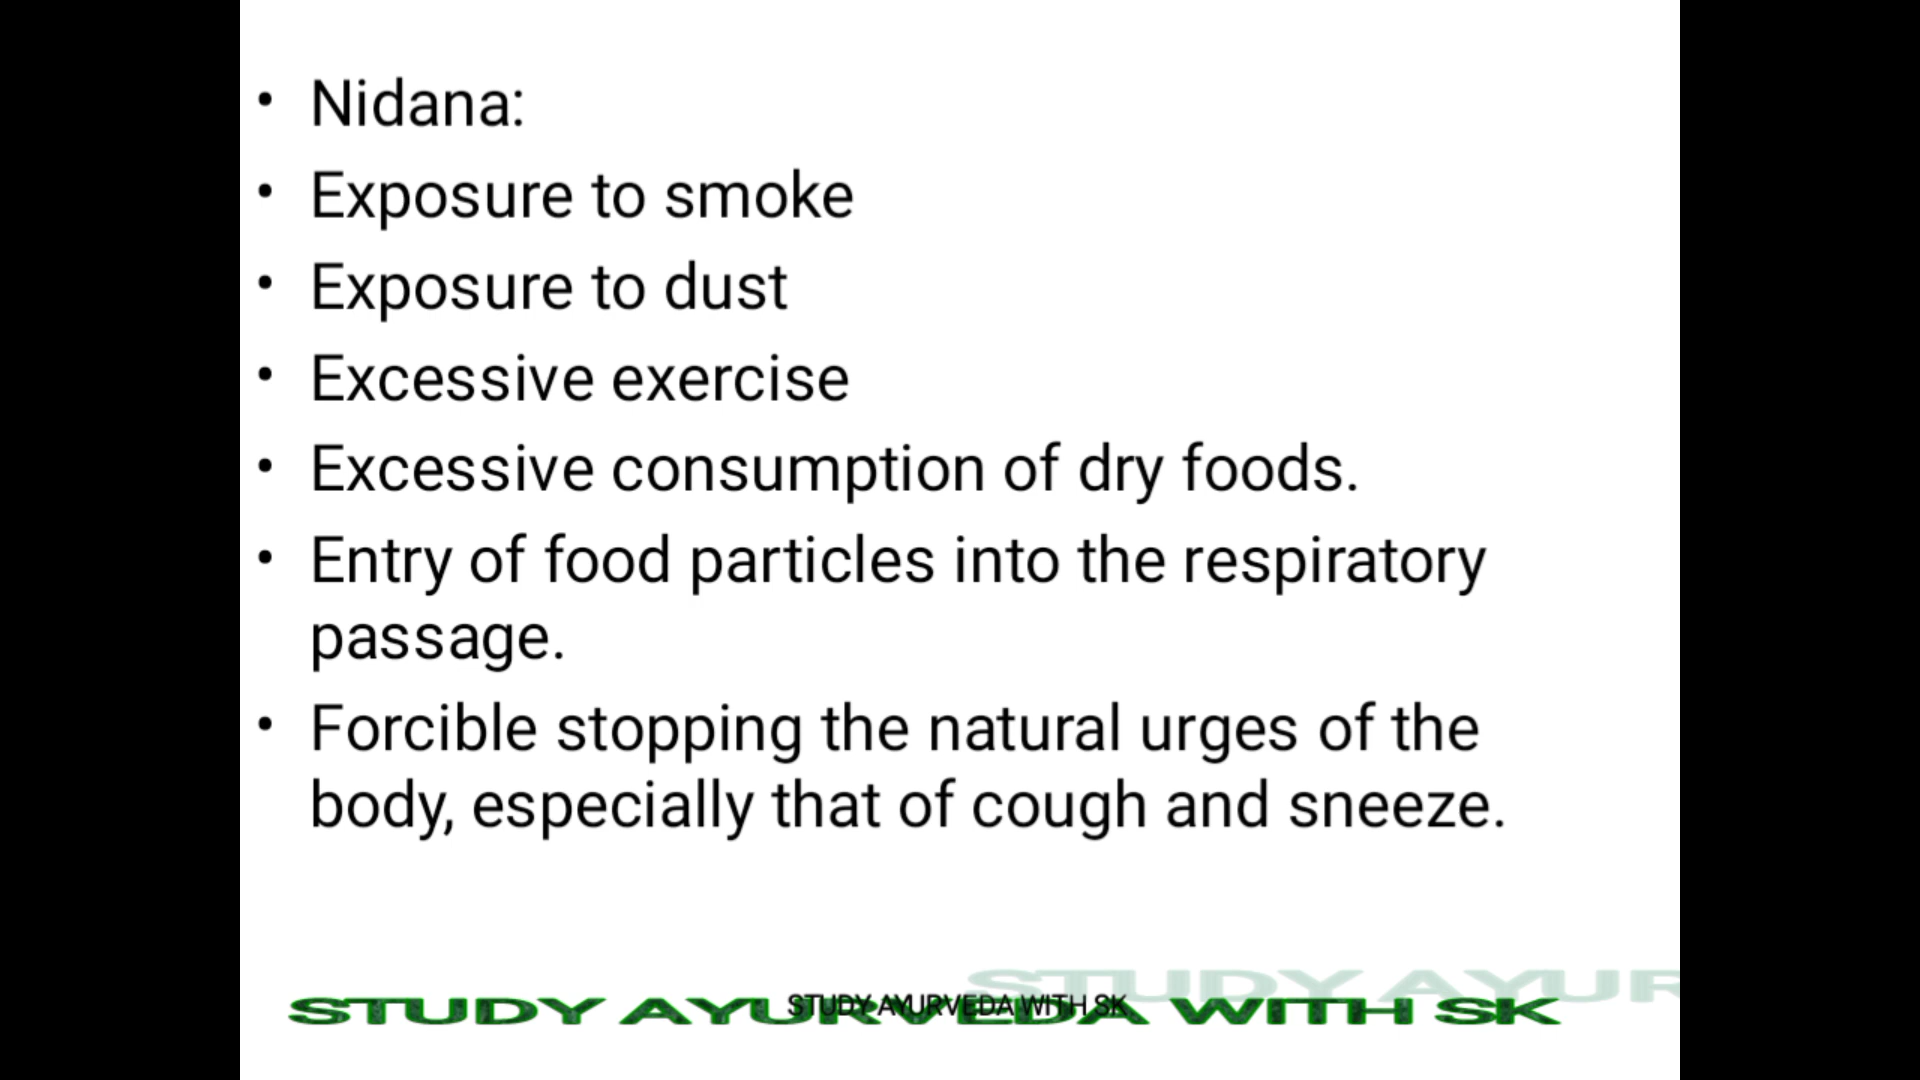 • Nidana:
• Exposure to smoke
• Exposure to dust
• Excessive exercise
• Excessive consumption of dry foods.
• Entry of food particles into the respiratory
passage.
• Forcible stopping the natural urges of the
body, especially that of cough and sneeze.
STUDY AYUR
STUDY AYURVEDA WITH SK
STUDY AYURVEDA WITH SK